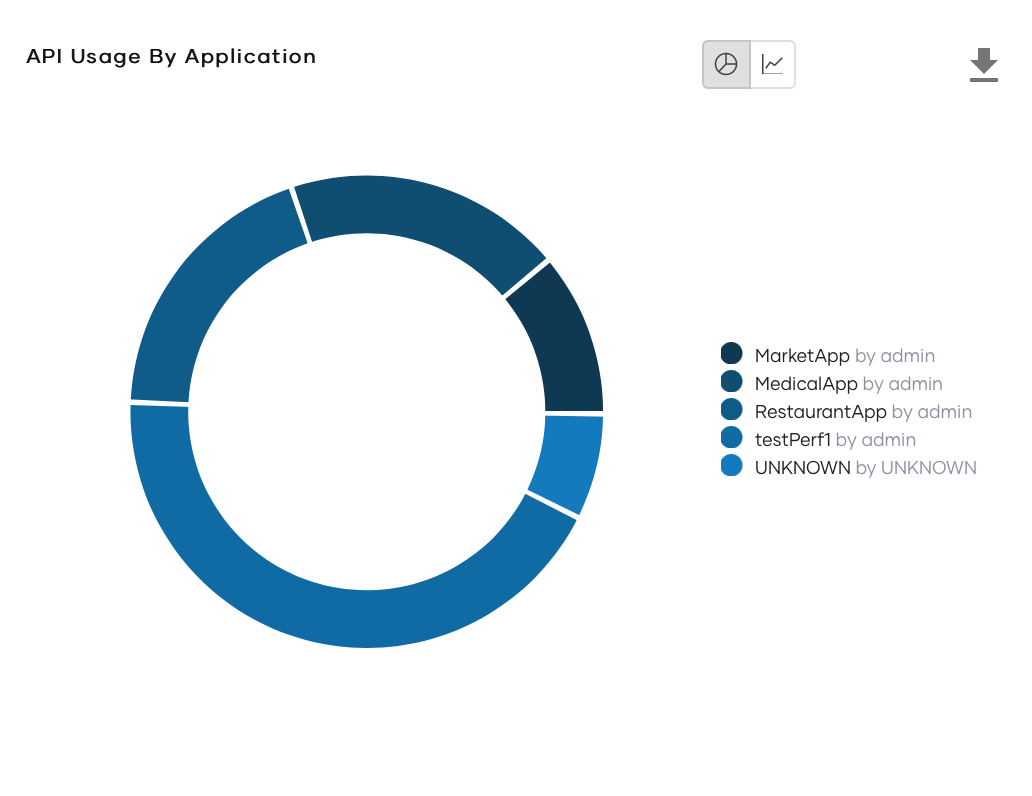 API Usage By Application
MarketApp by admin
MedicalApp by admin
RestaurantApp by admin
testPerf1 by admin
UNKNOWN by UNKNOWN